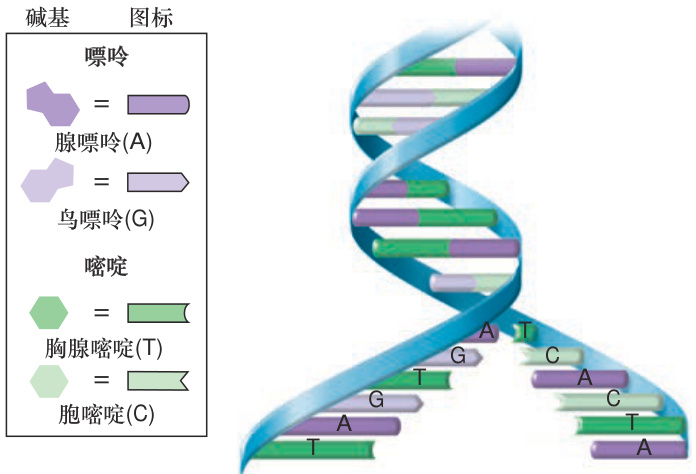 碱基 图标
嘌呤
=
腺嘌呤(A)
=
鸟嘌呤(G)
嘧啶
=
胸腺嘧啶(T)
=
胞嘧啶(C)
A T
G C
T A
G C
A T
T A